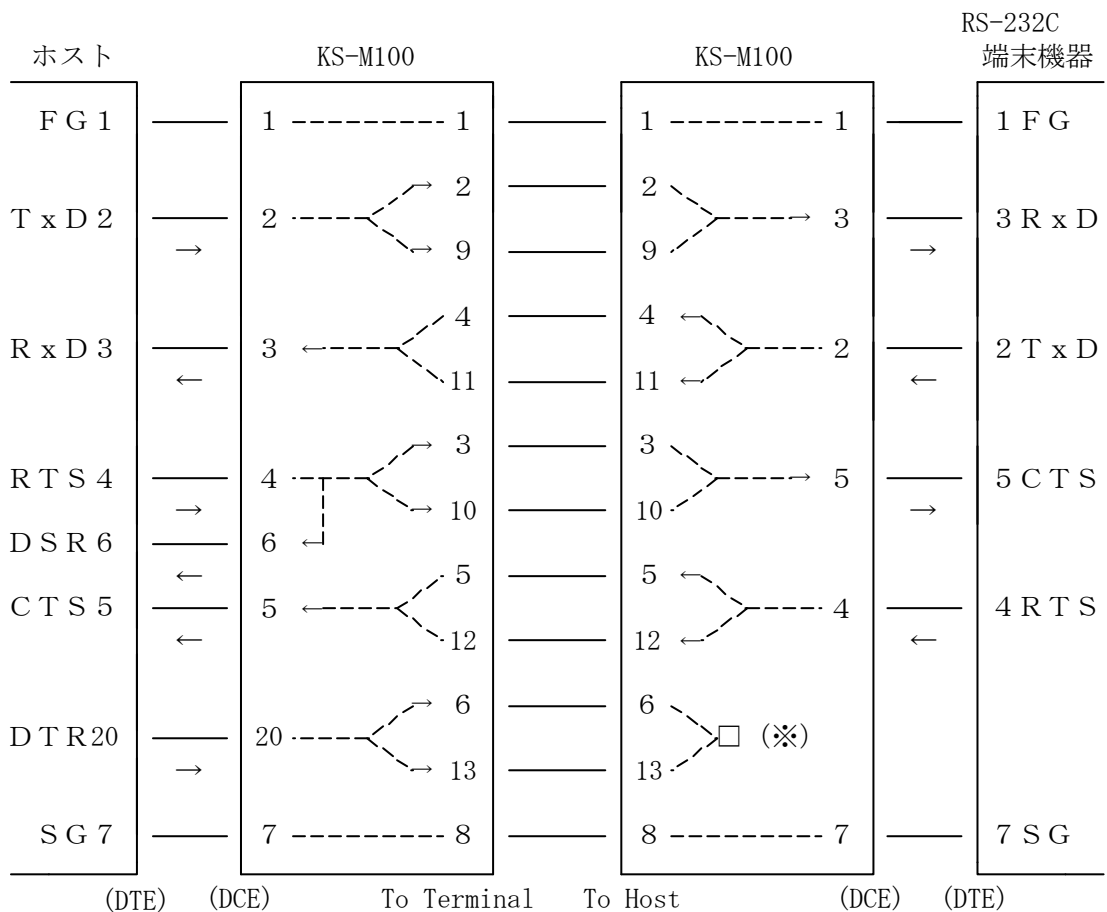 RS-232C
ホスト KS-M100 KS-M100 端末機器
ＦＧ１ 1 1 1 1 １ＦＧ
2 2
ＴｘＤ２ 2 3 ３ＲｘＤ
→ 9 9 →
4 4
ＲｘＤ３ 3 2 ２ＴｘＤ
← 11 11 ←
3 3
ＲＴＳ４ 4 5 ５ＣＴＳ
→ 10 10 →
ＤＳＲ６ 6
← 5 5
ＣＴＳ５ 5 4 ４ＲＴＳ
← 12 12 ←
6 6
ＤＴＲ20 20 □ (※)
→ 13 13
ＳＧ７ 7 8 8 7 ７ＳＧ
(DTE) (DCE) To Terminal To Host (DCE) (DTE)